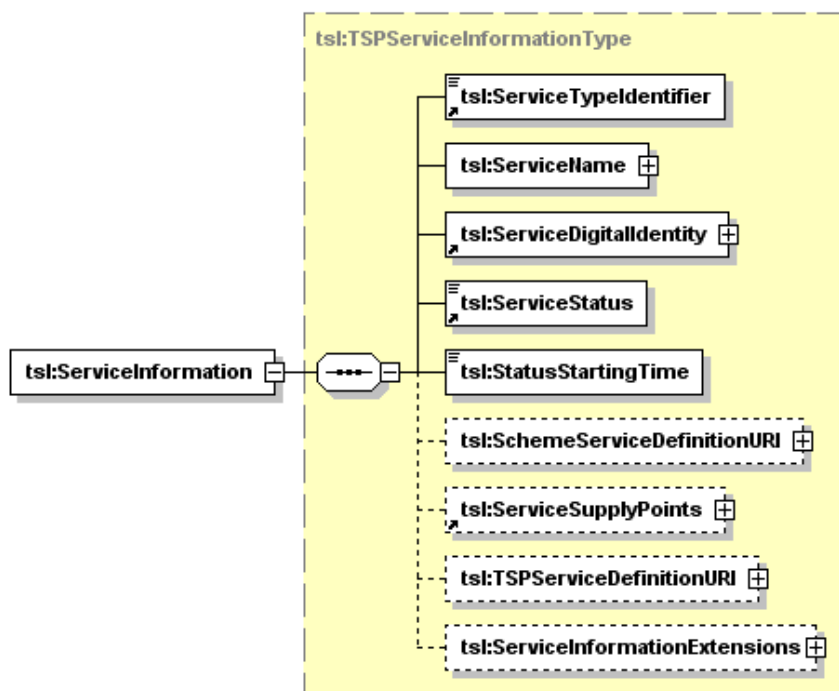 tsl:TSPServiceInformationType
tsl:ServiceTypeIdentifier
tsl:ServiceName
tsl:ServiceDigitalIdentity
tsl:ServiceStatus
tsl:ServiceInformation
tsl:StatusStartingTime
tsl:SchemeServiceDefinitionURI
tsl:ServiceSupplyPoints
tsl:TSPServiceDefinitionURI
tsl:ServiceInformationExtensions